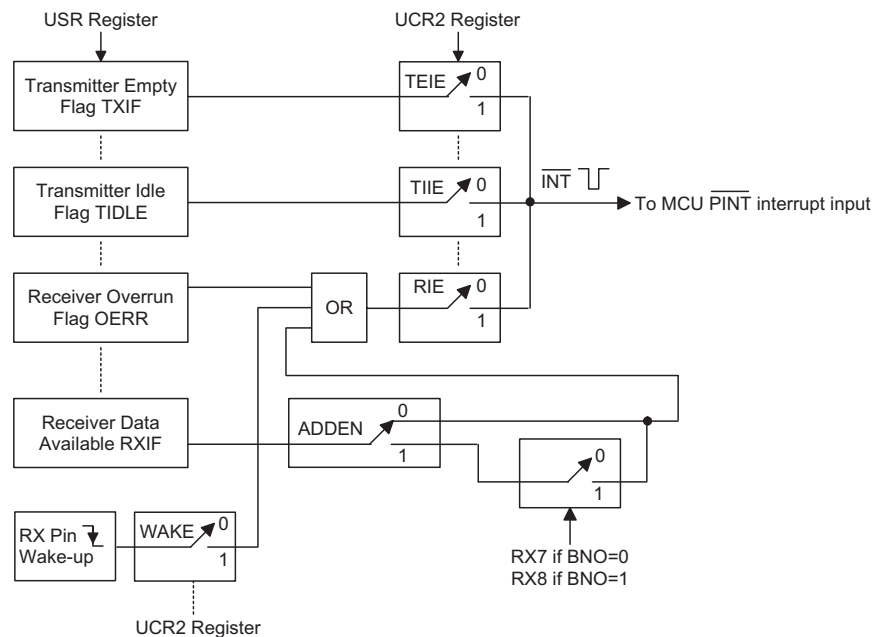 USR Register
UCR2 Register
Transmitter Empty
Flag TXIF
TEIE
0
1
Transmitter Idle
Flag TIDLE
TIIE
0
1
INT
To MCU PINT interrupt input
Receiver Overrun
Flag OERR
OR
RIE
0
1
Receiver Data
Available RXIF
ADDEN
0
1
0
1
RX Pin
Wake-up
WAKE
0
1
RX7 if BNO=0
RX8 if BNO=1
UCR2 Register